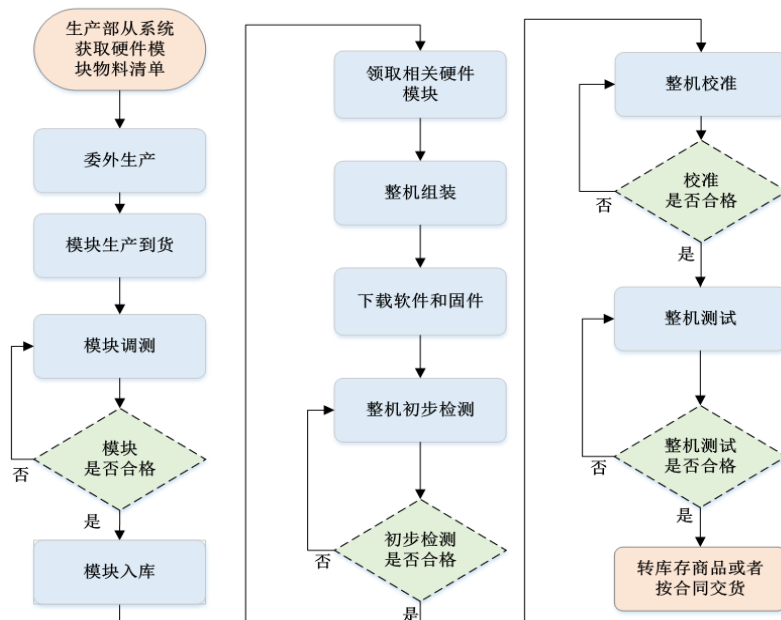 生产部从系统
获取硬件模
块物料清单
委外生产
模块生产到货
模块调测
模块
是否合格
否
是
模块入库
领取相关硬件
模块
整机组装
下载软件和固件
整机初步检测
初步检测
是否合格
否
是
整机校准
校准
是否合格
否
是
整机测试
整机测试
是否合格
否
是
转库存商品或者
按合同交货